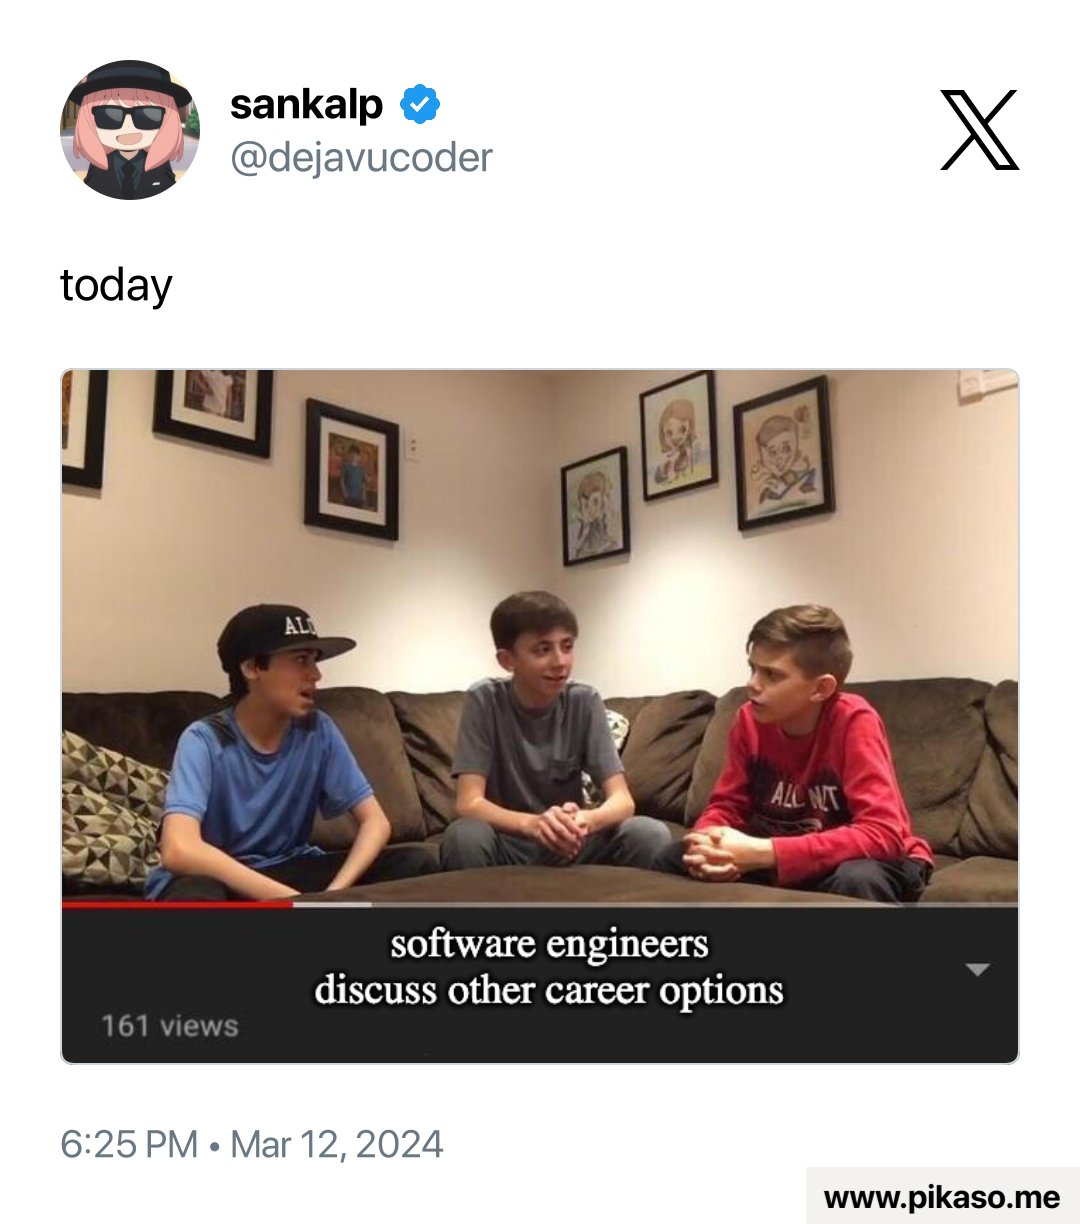 sankalp
@dejavucoder
today
ALL
ALL NYT
software engineers
discuss other career options
161 views
6:25 PM • Mar 12, 2024
www.pikaso.me